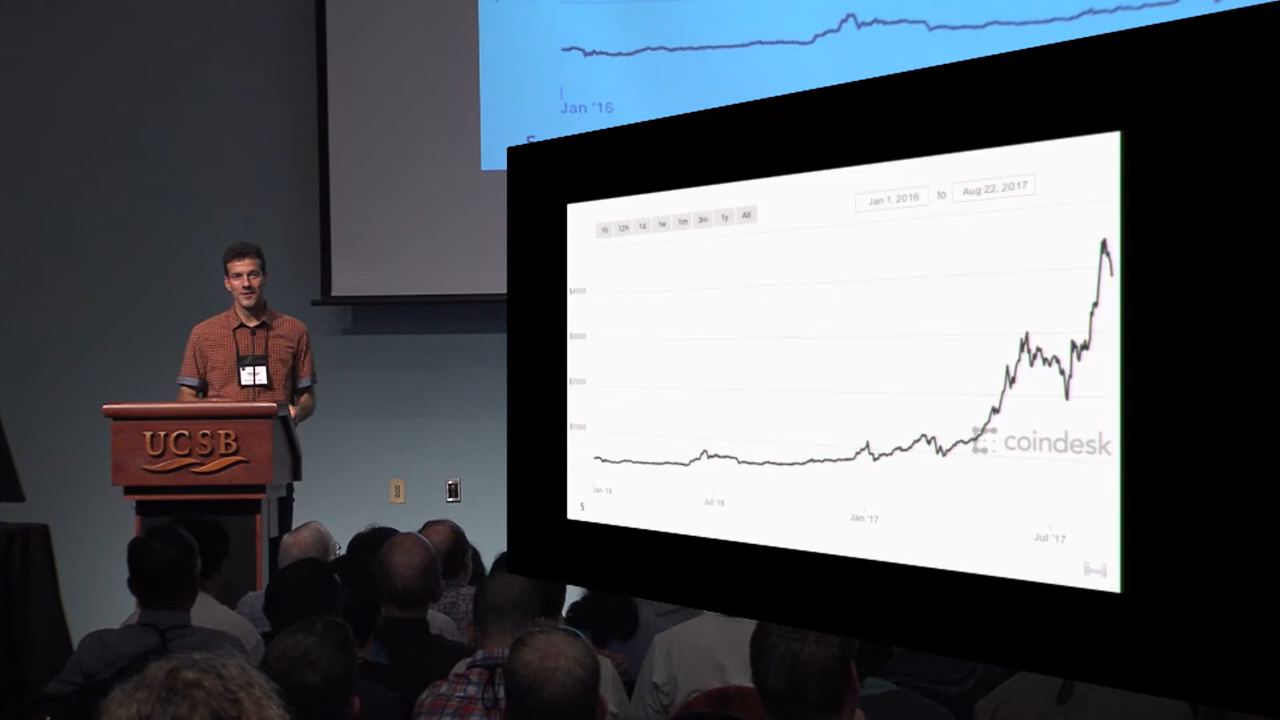 Jan '16
5
Jan 1, 2016 to Aug 22, 2017
1h 12h 1d 1w 1m 3m 1y All
$4000
$3000
$2000
$1000
coindesk
Jan '16
Jul '16
Jan '17
Jul '17
5
UCSB